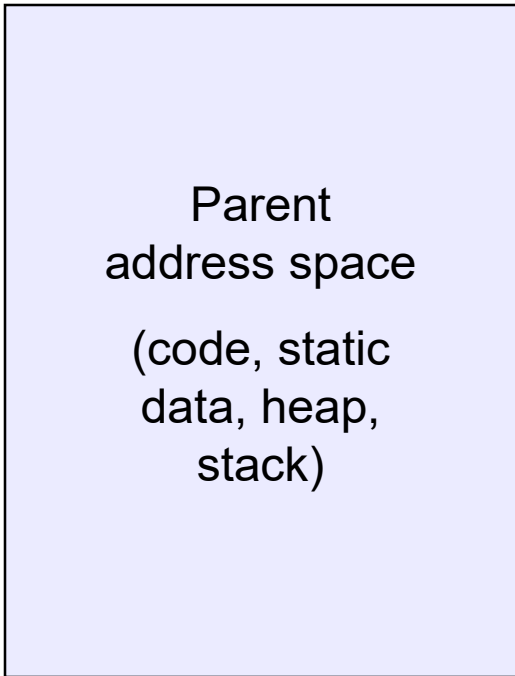 Parent
address space
(code, static
data, heap,
stack)